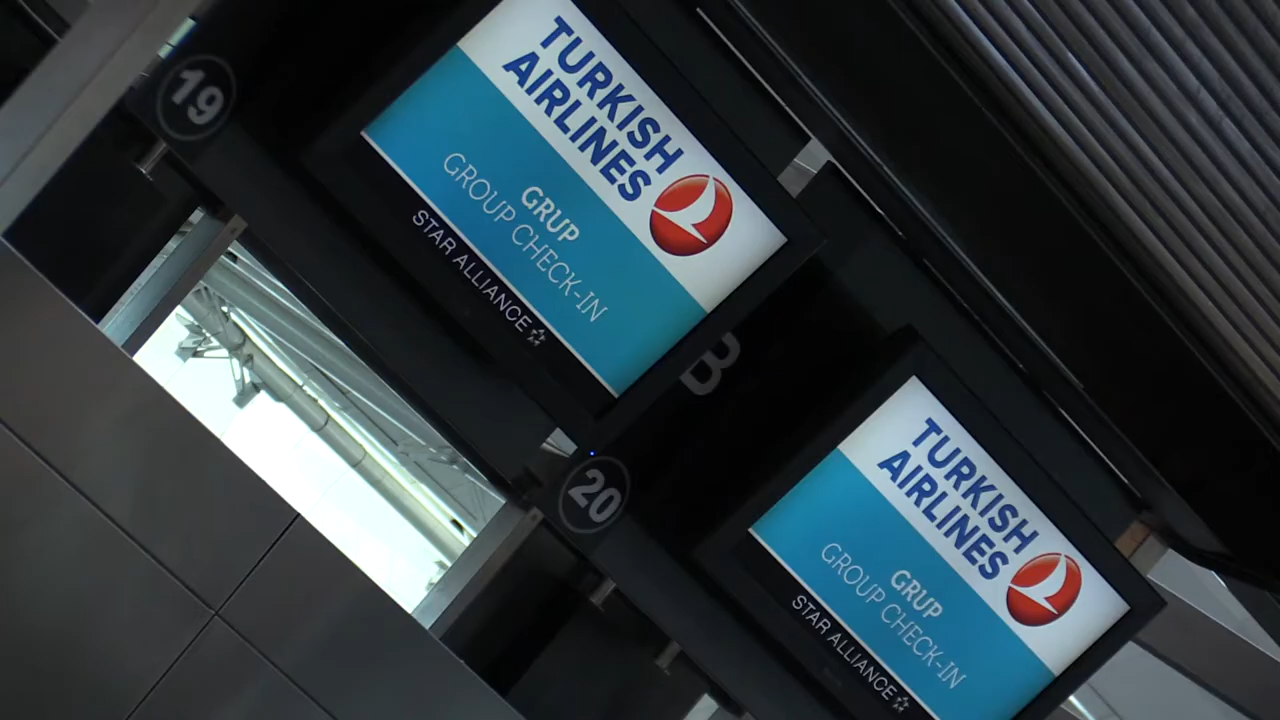 19
TURKISH
AIRLINES
GRUP
GROUP CHECK-IN
STAR ALLIANCE
B
20
TURKISH
AIRLINES
GRUP
GROUP CHECK-IN
STAR ALLIANCE